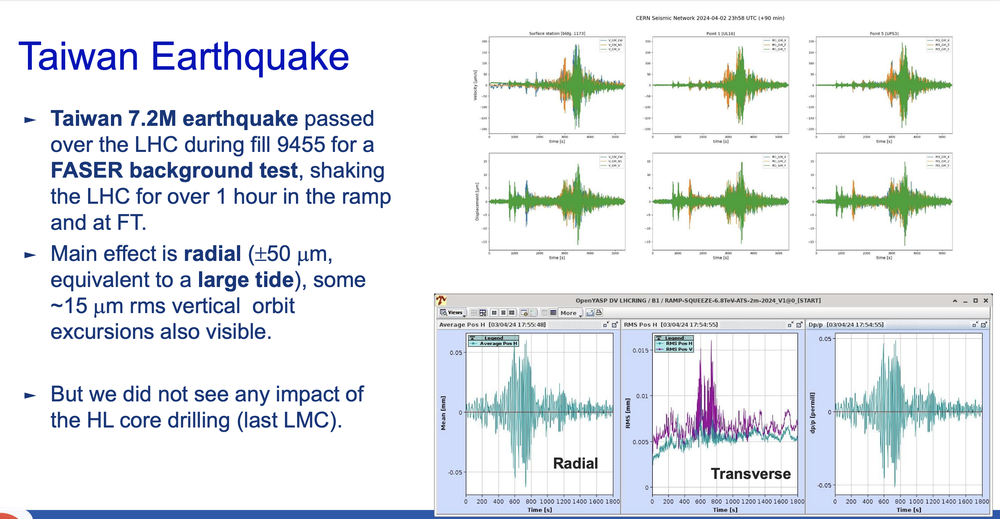 Taiwan Earthquake
► Taiwan 7.2M earthquake passed
over the LHC during fill 9455 for a
FASER background test, shaking
the LHC for over 1 hour in the ramp
and at FT.
► Main effect is radial (±50 μm,
equivalent to a large tide), some
~15 μm rms vertical orbit
excursions also visible.
► But we did not see any impact of
the HL core drilling (last LMC).
CERN Seismic Network 2024-04-02 23h58 UTC (+90 min)
Surface station [bldg. 1173]
V_GM_EW
V_GM_NS
V_GM_V
Velocity [μm/s]
200
150
100
50
0
−50
−100
−150
−200
0 1000 2000 3000 4000 5000
time [s]
Point 1 [UL16]
Pt1_GM_X
Pt1_GM_Z
Pt1_GM_Y
200
150
100
50
0
−50
−100
−150
−200
0 1000 2000 3000 4000 5000
time [s]
Point 5 [UPS3]
Pt5_GM_X
Pt5_GM_Z
Pt5_GM_Y
200
150
100
50
0
−50
−100
−150
−200
0 1000 2000 3000 4000 5000
time [s]
V_GM_EW
V_GM_NS
V_GM_V
Displacement [μm]
15
10
5
0
−5
−10
−15
0 1000 2000 3000 4000 5000
time [s]
Pt1_GM_X
Pt1_GM_Z
Pt1_GM_Y
15
10
5
0
−5
−10
−15
0 1000 2000 3000 4000 5000
time [s]
Pt5_GM_X
Pt5_GM_Z
Pt5_GM_Y
15
10
5
0
−5
−10
−15
0 1000 2000 3000 4000 5000
time [s]
OpenYASP DV LHCRING / B1 / RAMP-SQUEEZE-6.8TeV-ATS-2m-2024_V1@0_[START]
Views More
Average Pos H [03/04/24 17:55:48]
Legend
Average Pos H
Mean [mm]
0.05
0
-0.05
Radial
0 200 400 600 800 1000 1200 1400 1600 1800
Time [s]
RMS Pos H [03/04/24 17:54:55]
Legend
RMS Pos H
RMS Pos V
RMS [mm]
0.015
0.01
0.005
0
Transverse
0 200 400 600 800 1000 1200 1400 1600 1800
Time [s]
Dp/p [03/04/24 17:54:55]
dp/p [permill]
0.05
0
-0.05
0 200 400 600 800 1000 1200 1400 1600 1800
Time [s]